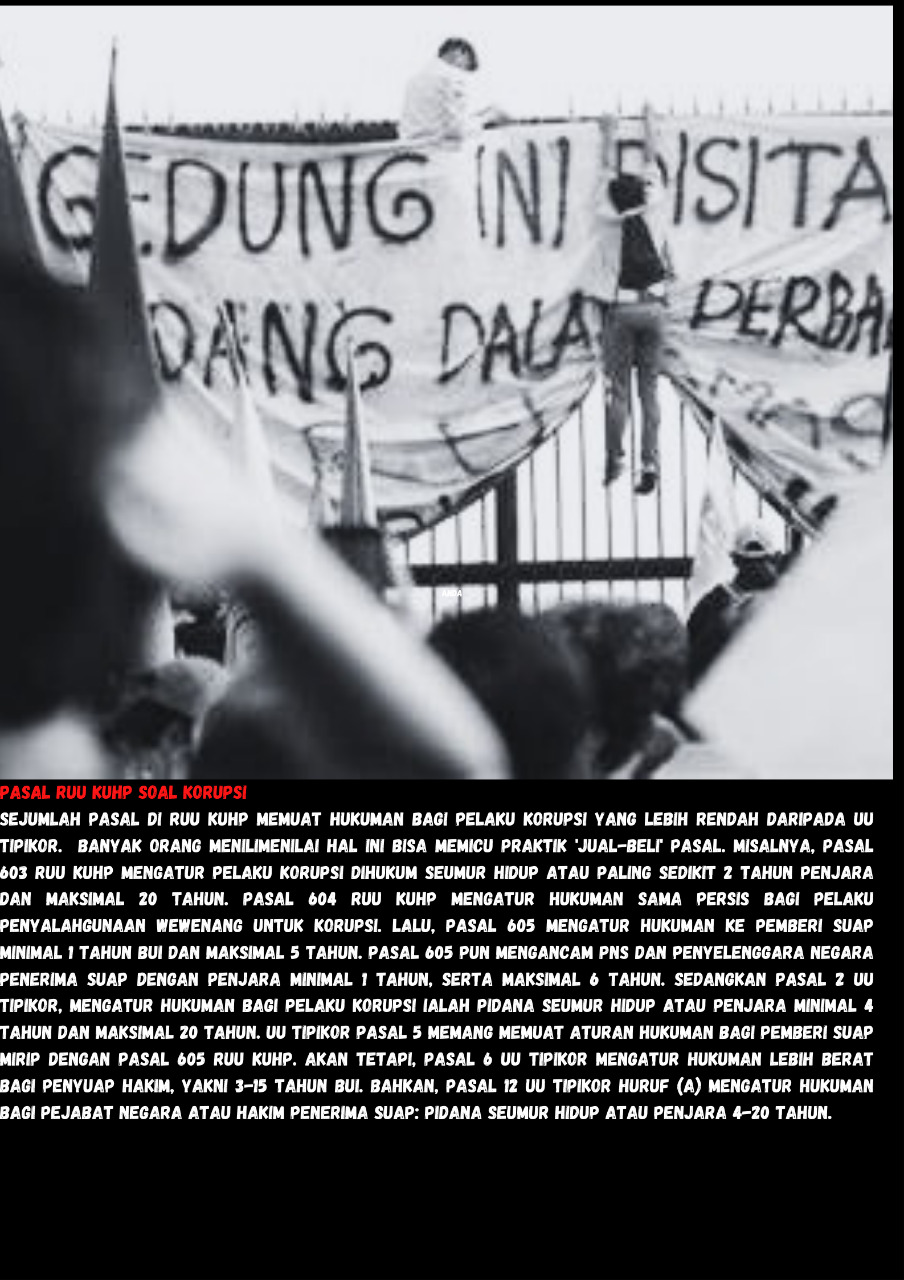 GEDUNG INI DISITA
DANG DALA PERBA
PASAL RUU KUHP SOAL KORUPSI
SEJUMLAH PASAL DI RUU KUHP MEMUAT HUKUMAN BAGI PELAKU KORUPSI YANG LEBIH RENDAH DARIPADA UU
TIPIKOR. BANYAK ORANG MENILIMENILAI HAL INI BISA MEMICU PRAKTIK 'JUAL-BELI' PASAL. MISALNYA, PASAL
603 RUU KUHP MENGATUR PELAKU KORUPSI DIHUKUM SEUMUR HIDUP ATAU PALING SEDIKIT 2 TAHUN PENJARA
DAN MAKSIMAL 20 TAHUN. PASAL 604 RUU KUHP MENGATUR HUKUMAN SAMA PERSIS BAGI PELAKU
PENYALAHGUNAAN WEWENANG UNTUK KORUPSI. LALU, PASAL 605 MENGATUR HUKUMAN KE PEMBERI SUAP
MINIMAL 1 TAHUN BUI DAN MAKSIMAL 5 TAHUN. PASAL 605 PUN MENGANCAM PNS DAN PENYELENGGARA NEGARA
PENERIMA SUAP DENGAN PENJARA MINIMAL 1 TAHUN, SERTA MAKSIMAL 6 TAHUN. SEDANGKAN PASAL 2 UU
TIPIKOR, MENGATUR HUKUMAN BAGI PELAKU KORUPSI IALAH PIDANA SEUMUR HIDUP ATAU PENJARA MINIMAL 4
TAHUN DAN MAKSIMAL 20 TAHUN. UU TIPIKOR PASAL 5 MEMANG MEMUAT ATURAN HUKUMAN BAGI PEMBERI SUAP
MIRIP DENGAN PASAL 605 RUU KUHP. AKAN TETAPI, PASAL 6 UU TIPIKOR MENGATUR HUKUMAN LEBIH BERAT
BAGI PENYUAP HAKIM, YAKNI 3-15 TAHUN BUI. BAHKAN, PASAL 12 UU TIPIKOR HURUF (A) MENGATUR HUKUMAN
BAGI PEJABAT NEGARA ATAU HAKIM PENERIMA SUAP: PIDANA SEUMUR HIDUP ATAU PENJARA 4-20 TAHUN.